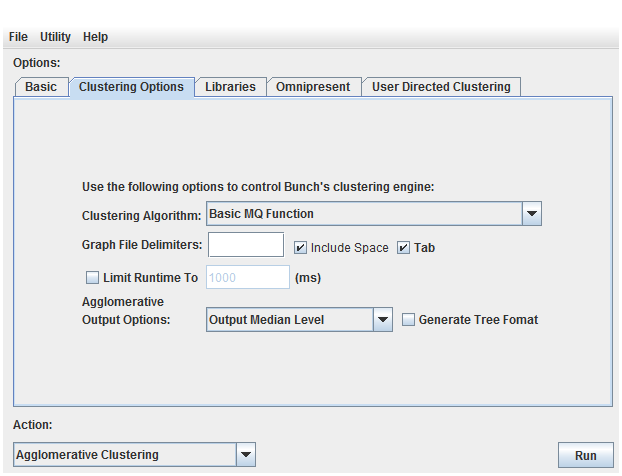 File Utility Help
Options:
Basic Clustering Options Libraries Omnipresent User Directed Clustering
Use the following options to control Bunch's clustering engine:
Clustering Algorithm: Basic MQ Function
Graph File Delimiters: Include Space Tab
Limit Runtime To 1000 (ms)
Agglomerative
Output Options: Output Median Level Generate Tree Fomat
Action:
Agglomerative Clustering Run